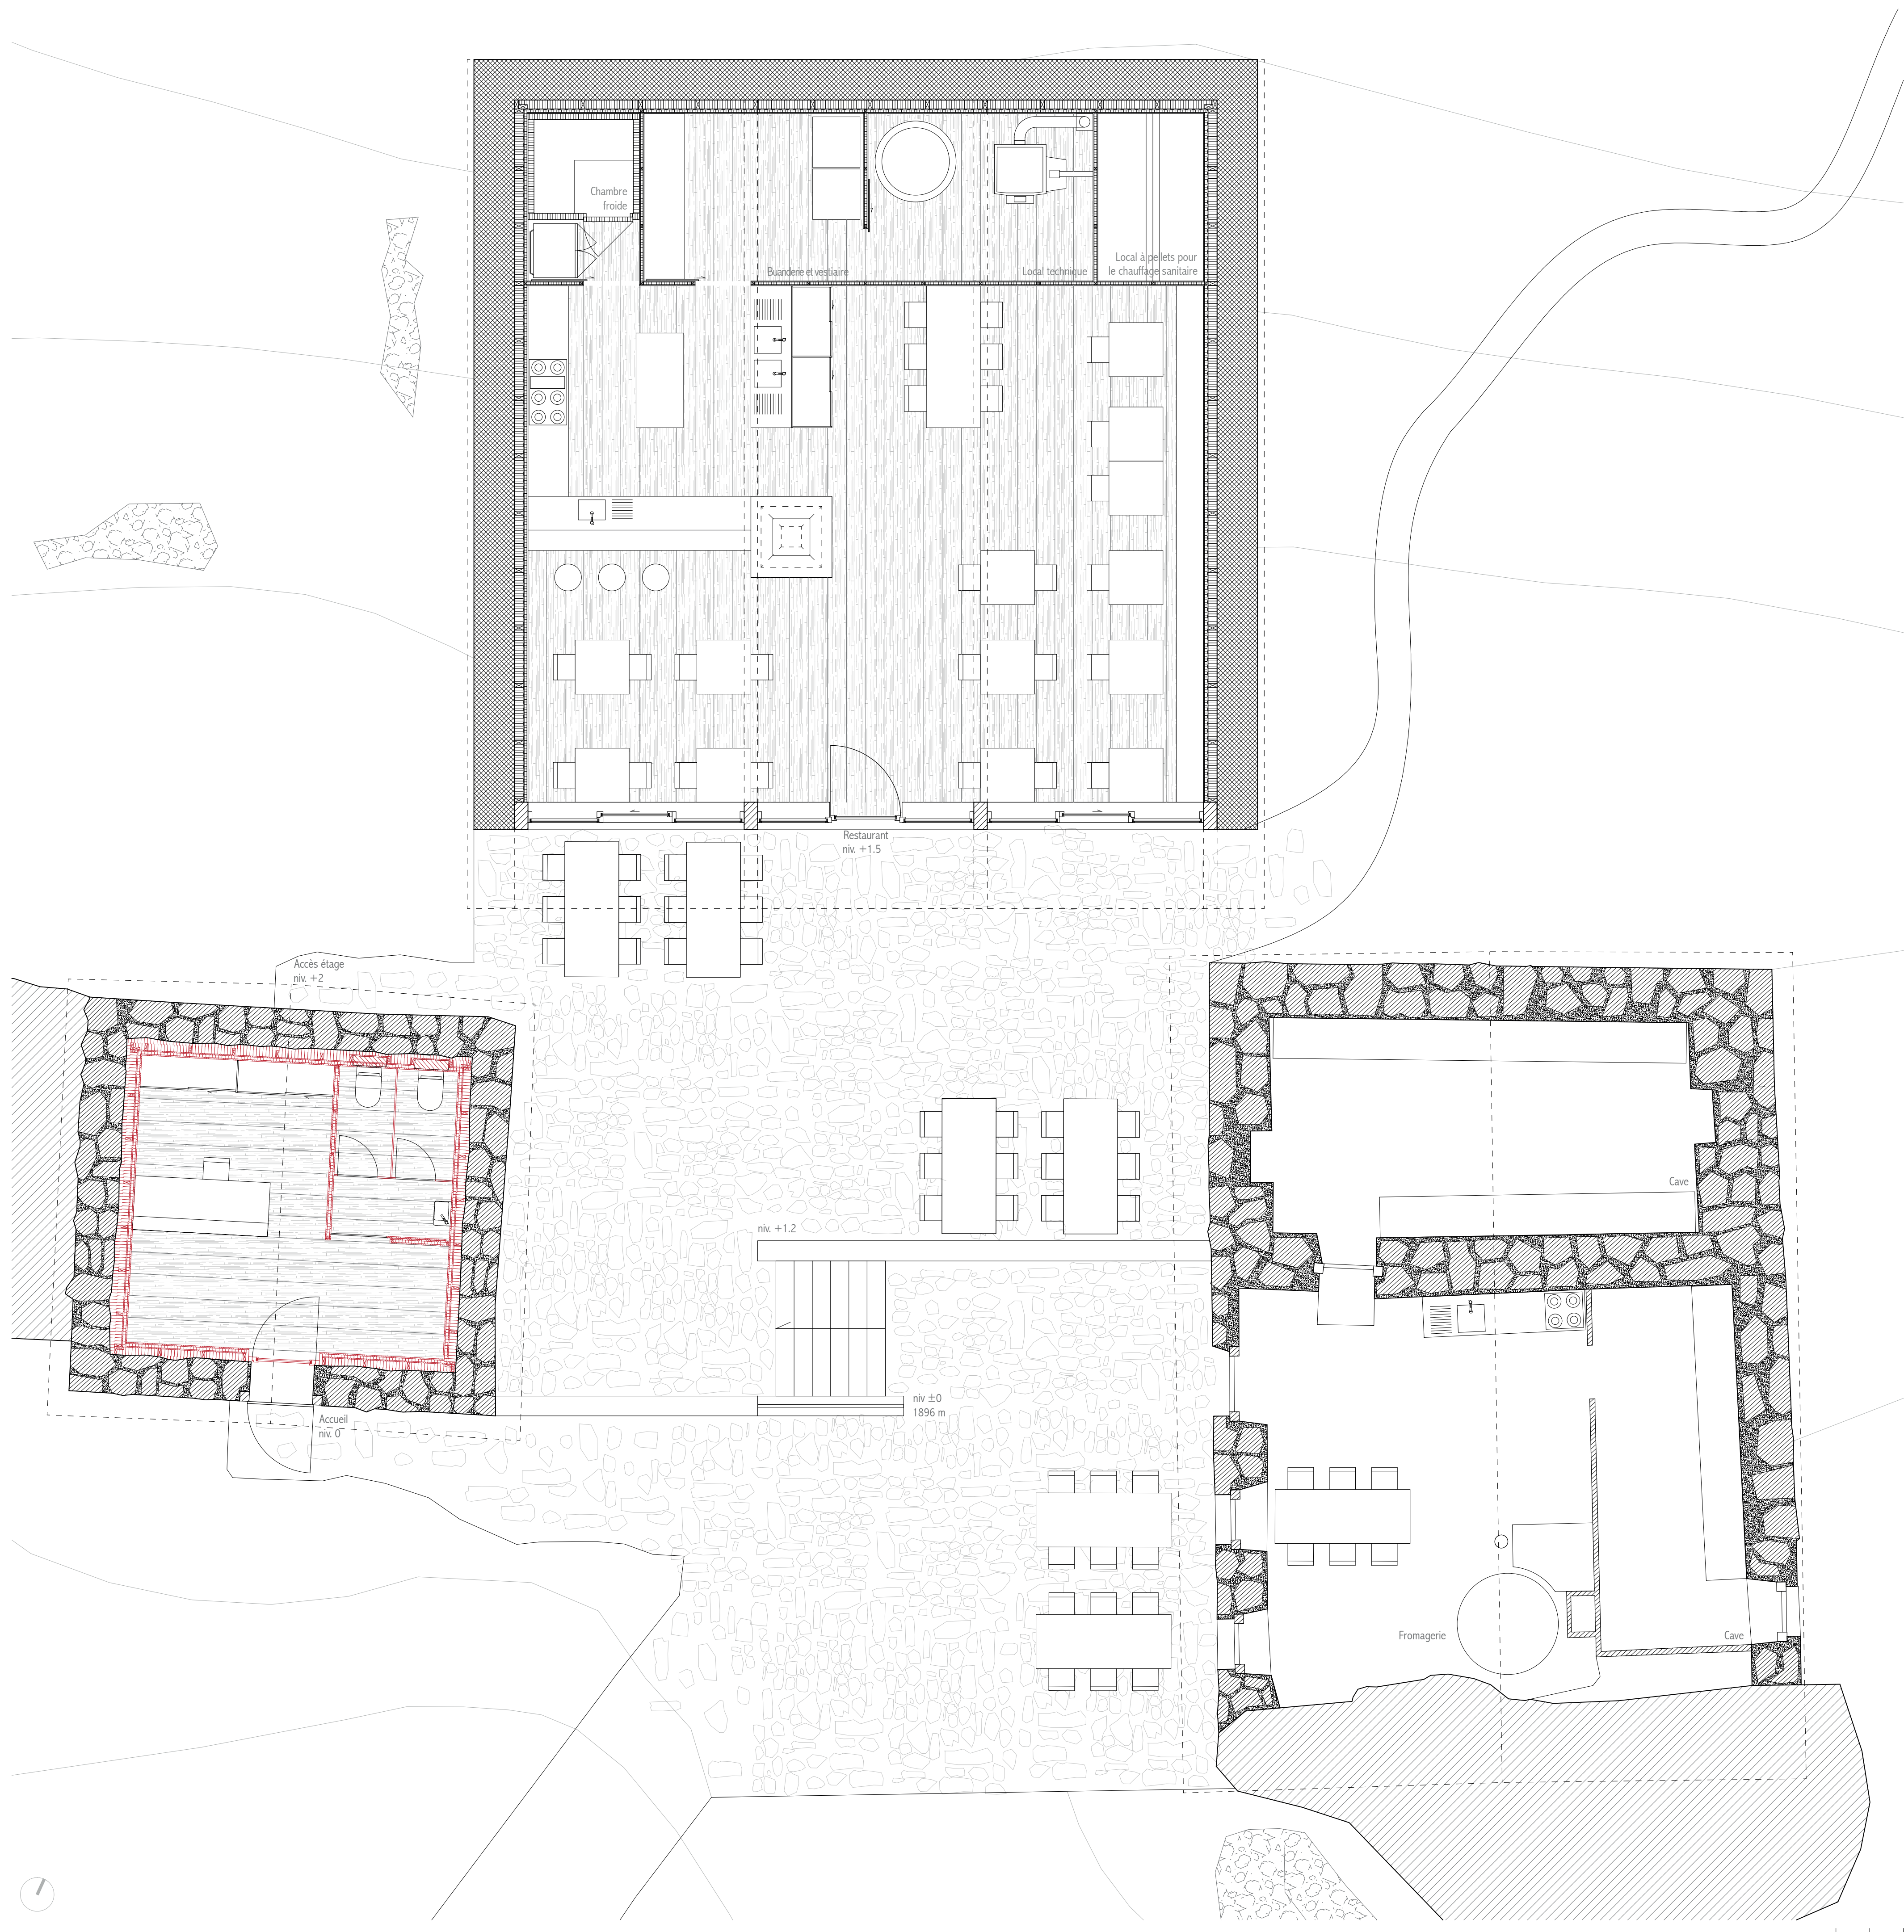 Chambre
froide
Buanderie et vestiaire
Local technique
Local à pellets pour
le chauffage sanitaire
Restaurant
niv. +1.5
Accès étage
niv. +2
Cave
niv. +1.2
niv ±0
1896 m
Accueil
niv. 0
Fromagerie
Cave